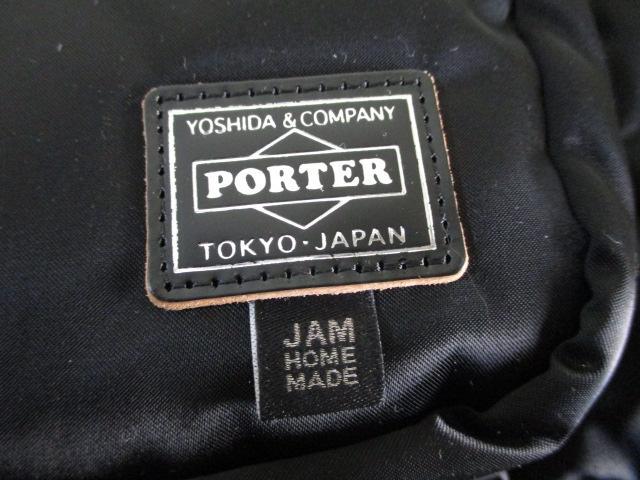 YOSHIDA & COMPANY
PORTER
TOKYO · JAPAN
JAM
HOME
MADE